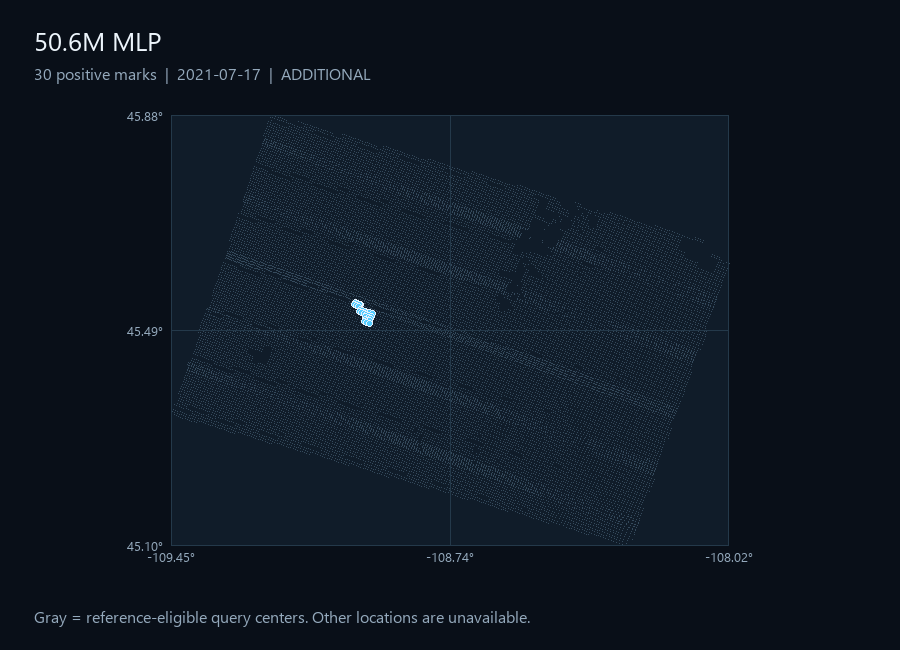 50.6M MLP
30 positive marks | 2021-07-17 | ADDITIONAL
45.88°
45.49°
45.10°
-109.45°
-108.74°
-108.02°
Gray = reference-eligible query centers. Other locations are unavailable.